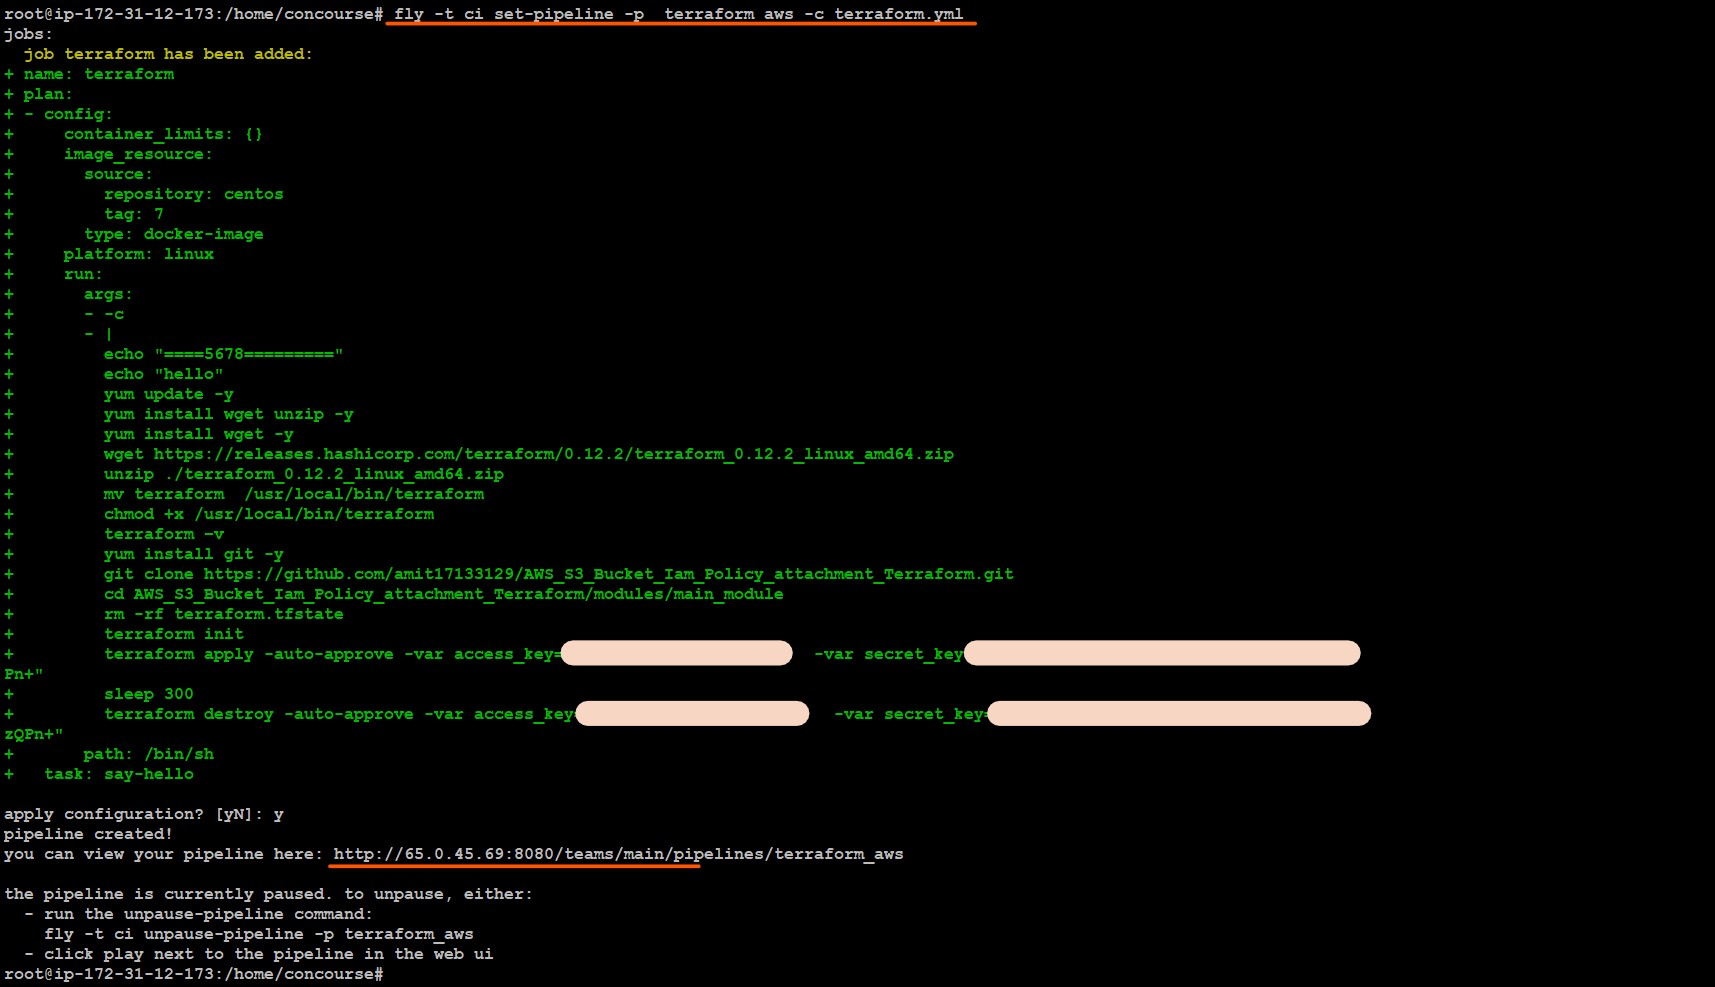 root@ip-172-31-12-173:/home/concourse# fly -t ci set-pipeline -p  terraform_aws -c terraform.yml
jobs:
  job terraform has been added:
+ name: terraform
+ plan:
+ - config:
+     container_limits: {}
+     image_resource:
+       source:
+         repository: centos
+         tag: 7
+       type: docker-image
+     platform: linux
+     run:
+       args:
+       - -c
+       - |
+         echo "====5678========="
+         echo "hello"
+         yum update -y
+         yum install wget unzip -y
+         yum install wget -y
+         wget https://releases.hashicorp.com/terraform/0.12.2/terraform_0.12.2_linux_amd64.zip
+         unzip ./terraform_0.12.2_linux_amd64.zip
+         mv terraform  /usr/local/bin/terraform
+         chmod +x /usr/local/bin/terraform
+         terraform –v
+         yum install git -y
+         git clone https://github.com/amit17133129/AWS_S3_Bucket_Iam_Policy_attachment_Terraform.git
+         cd AWS_S3_Bucket_Iam_Policy_attachment_Terraform/modules/main_module
+         rm -rf terraform.tfstate
+         terraform init
+         terraform apply -auto-approve -var access_key= -var secret_key
Pn+"
+         sleep 300
+         terraform destroy -auto-approve -var access_key -var secret_key=
zQPn+"
+       path: /bin/sh
+   task: say-hello
apply configuration? [yN]: y
pipeline created!
you can view your pipeline here: http://65.0.45.69:8080/teams/main/pipelines/terraform_aws
the pipeline is currently paused. to unpause, either:
  - run the unpause-pipeline command:
    fly -t ci unpause-pipeline -p terraform_aws
  - click play next to the pipeline in the web ui
root@ip-172-31-12-173:/home/concourse#